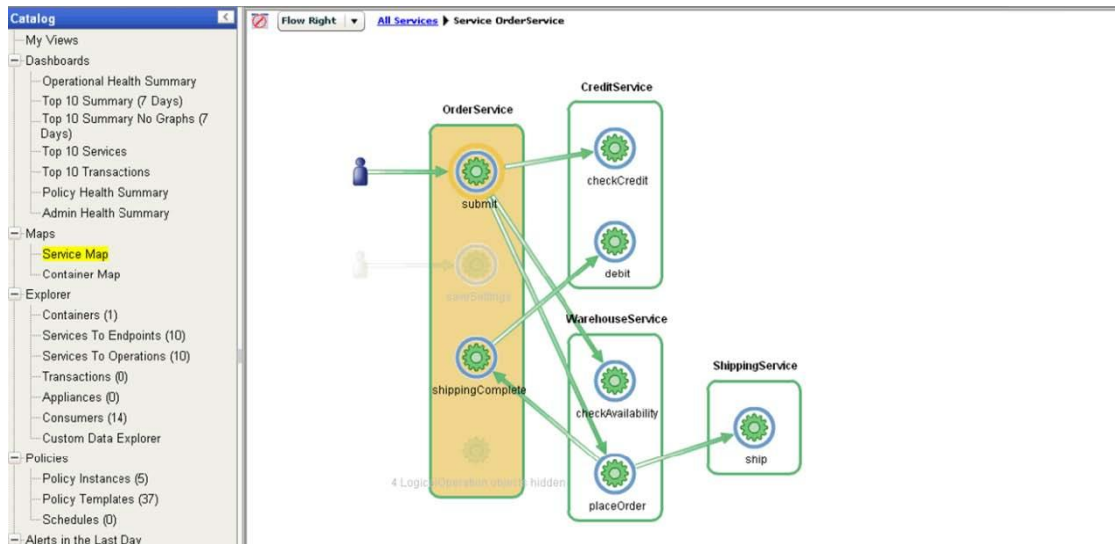 Catalog
My Views
Dashboards
Operational Health Summary
Top 10 Summary (7 Days)
Top 10 Summary No Graphs (7
Days)
Top 10 Services
Top 10 Transactions
Policy Health Summary
Admin Health Summary
Maps
Service Map
Container Map
Explorer
Containers (1)
Services To Endpoints (10)
Services To Operations (10)
Transactions (0)
Appliances (0)
Consumers (14)
Custom Data Explorer
Policies
Policy Instances (5)
Policy Templates (37)
Schedules (0)
Alerts in the Last Day
Flow Right
All Services Service OrderService
OrderService
submit
saveSettings
shippingComplete
4 LogicalOperation objects hidden
CreditService
checkCredit
debit
WarehouseService
checkAvailability
placeOrder
ShippingService
ship